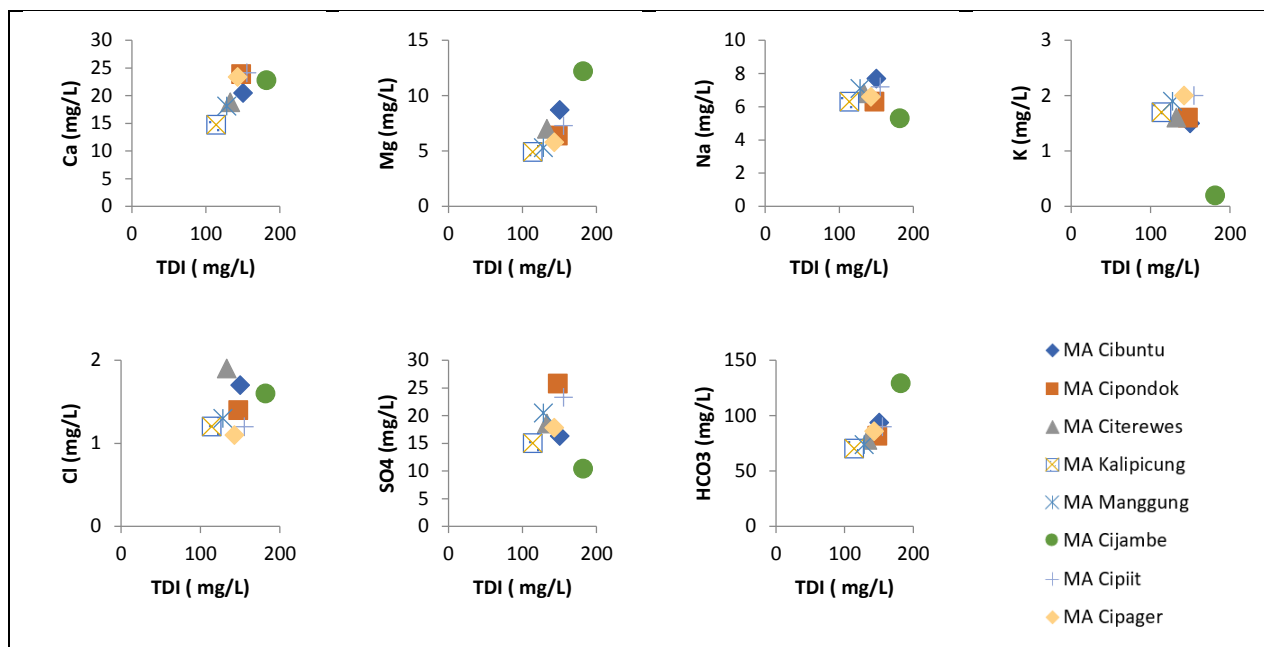 30
25
20
15
10
5
0
Ca (mg/L)
0 100 200
TDI ( mg/L)
15
10
5
0
Mg (mg/L)
0 100 200
TDI ( mg/L)
10
8
6
4
2
0
Na (mg/L)
0 100 200
TDI ( mg/L)
3
2
1
0
K (mg/L)
0 100 200
TDI ( mg/L)
2
1
0
Cl (mg/L)
0 100 200
TDI ( mg/L)
30
25
20
15
10
5
0
SO4 (mg/L)
0 100 200
TDI ( mg/L)
150
100
50
0
HCO3 (mg/L)
0 100 200
TDI ( mg/L)
MA Cibuntu
MA Cipondok
MA Citerewes
MA Kalipicung
MA Manggung
MA Cijambe
MA Cipiit
MA Cipager